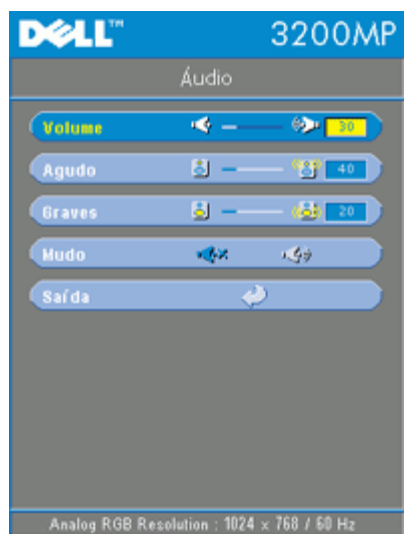 DELL™ 3200MP
Áudio
Volume 30
Agudo 40
Graves 20
Mudo
Saída
Analog RGB Resolution : 1024 x 768 / 60 Hz